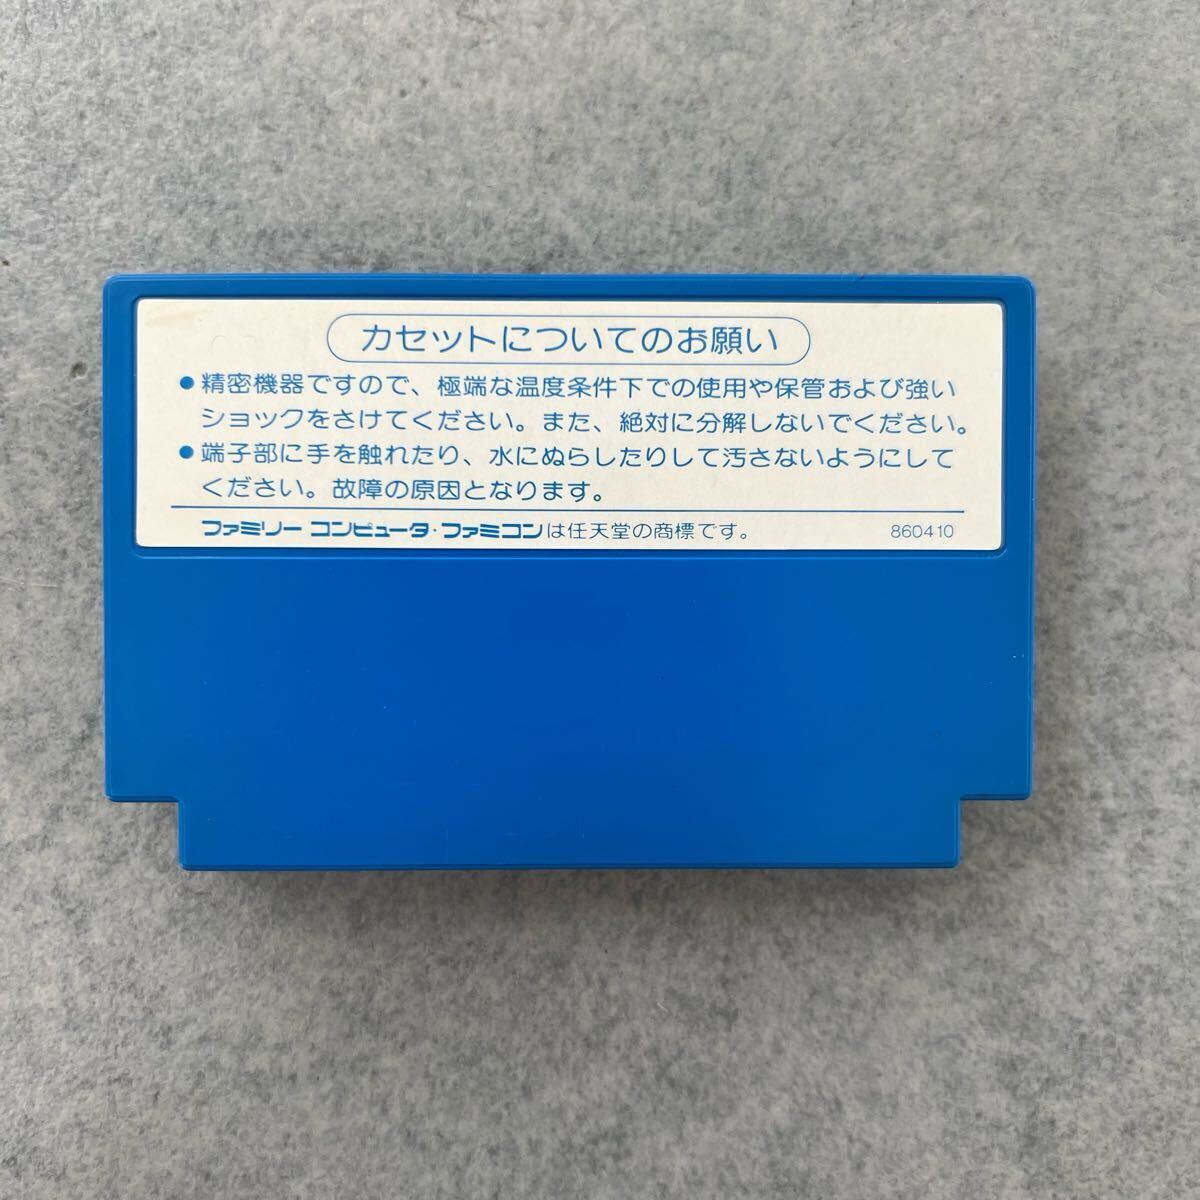 カセットについてのお願い
●精密機器ですので、極端な温度条件下での使用や保管および強い
ショックをさけてください。また、絶対に分解しないでください。
●端子部に手を触れたり、水にぬらしたりして汚さないようにして
ください。故障の原因となります。
ファミリー コンピュータ・ファミコンは任天堂の商標です。 860410